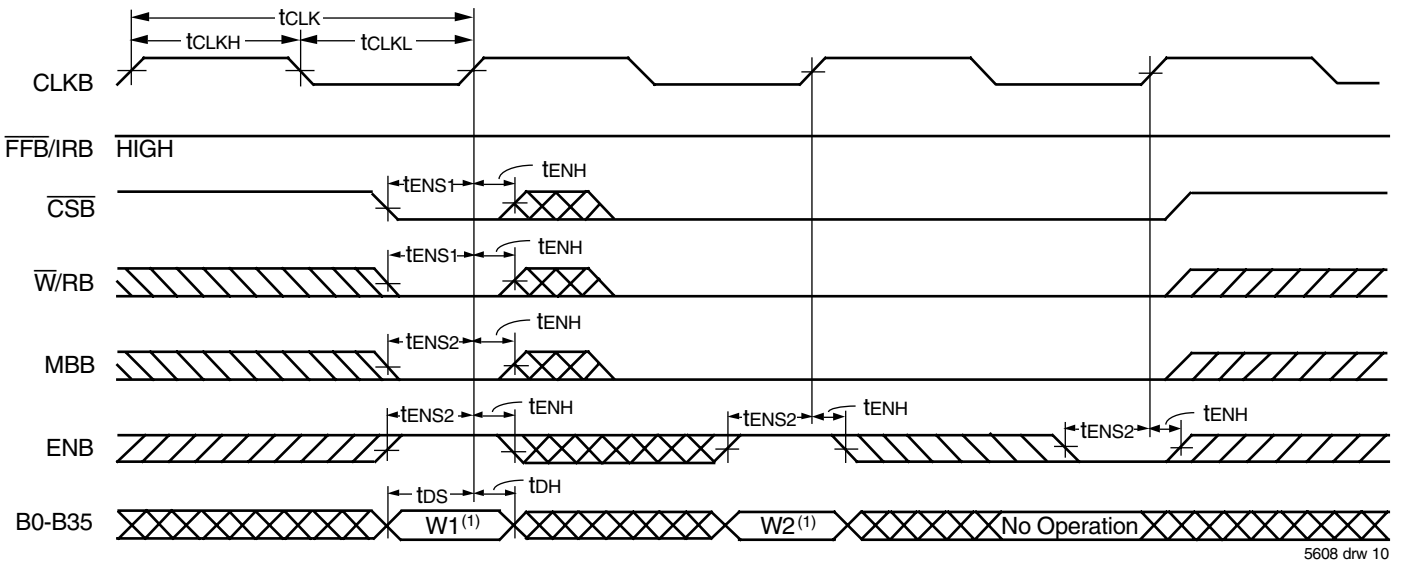 tCLK
tCLKH tCLKL
CLKB
FFB/IRB HIGH
tENS1 tENH
CSB
tENS1 tENH
W/RB
tENS2 tENH
MBB
tENS2 tENH tENS2 tENH tENS2 tENH
ENB
tDS tDH
B0-B35 W1(1) W2(1) No Operation
5608 drw 10